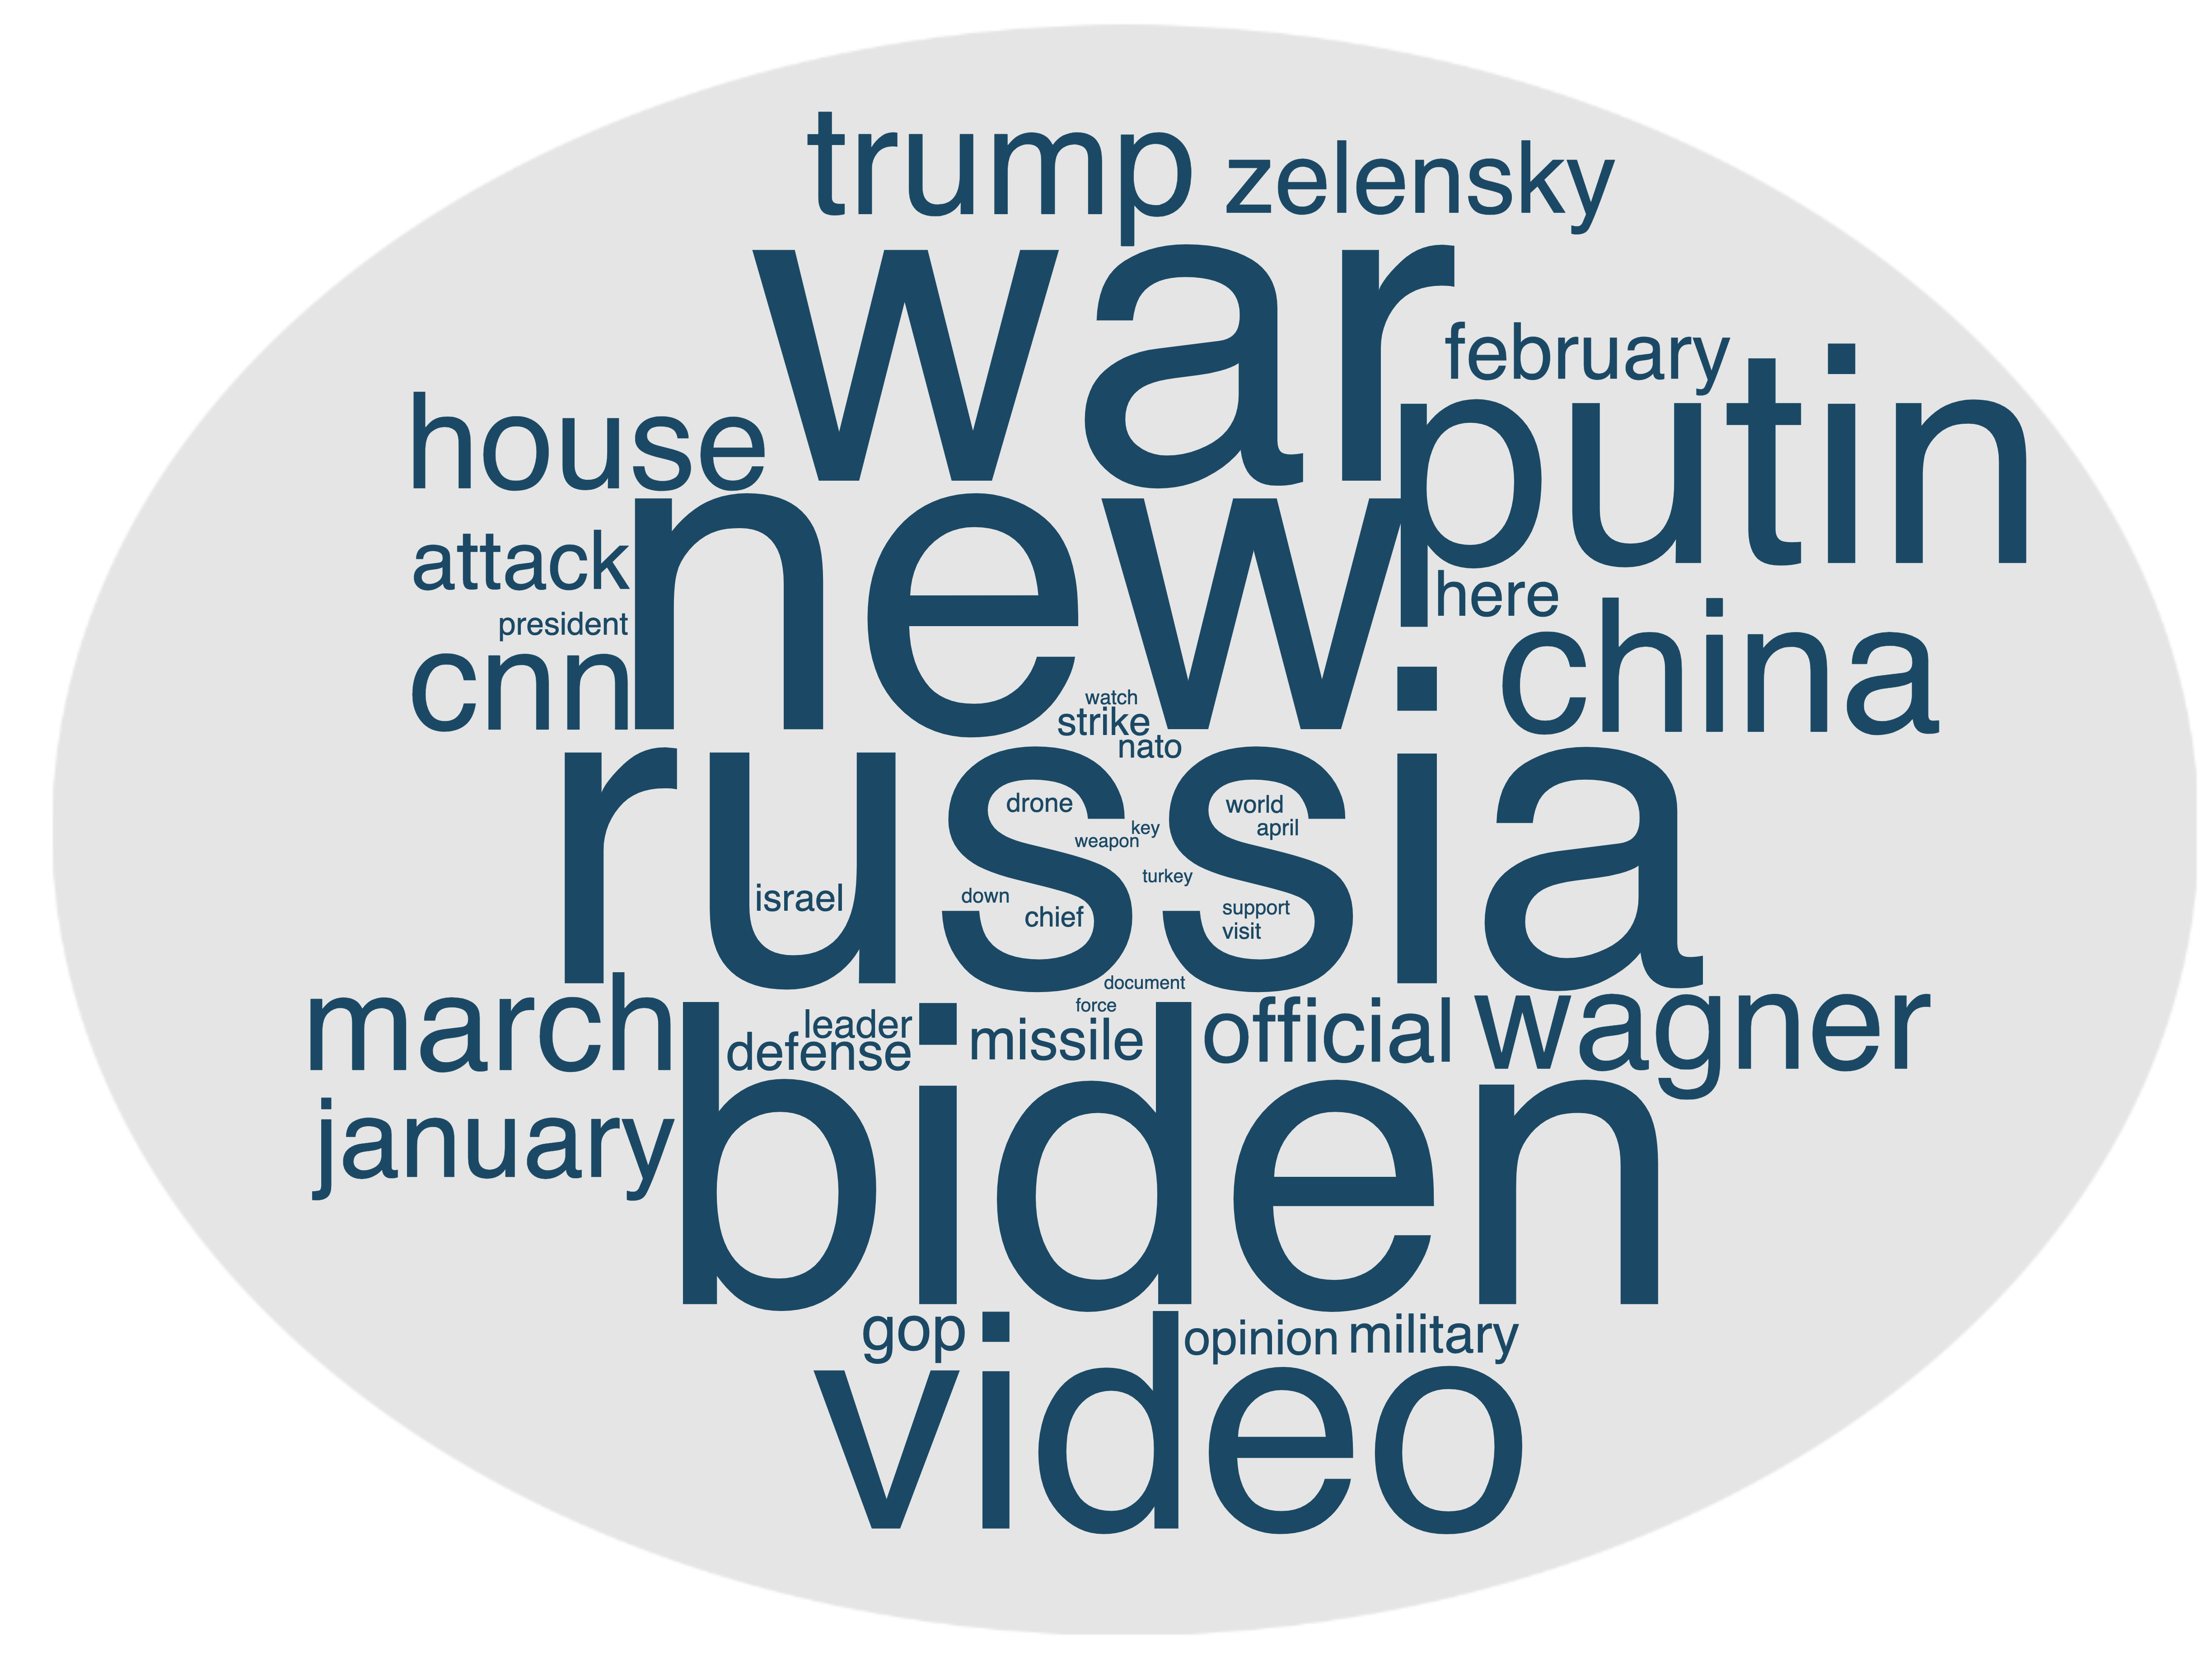 trump zelensky
war
february
house putin
attack new here
president
cnn china
watch
strike
nato
russia
drone world
key april
weapon
turkey
israel down support
chief visit
document
force
march leader missile official wagner
defense
january biden
gop opinion military
video